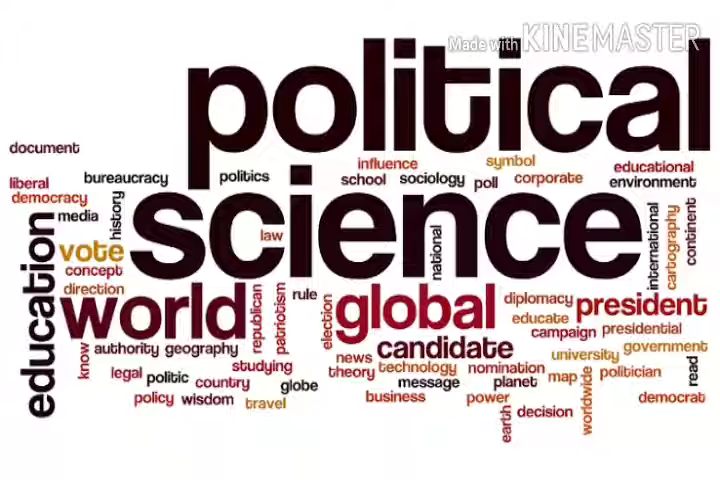 Made with KINEMASTER
political
document
influence
symbol
educational
bureaucracy
politics
school
sociology
poll
corporate
environment
liberal
democracy
media
history
science
law
national
international
cartography
continent
education
vote
concept
direction
world
republican
patriotism
rule
election
global
diplomacy
president
educate
campaign
presidential
know
authority
geography
candidate
news
university
government
legal
politic
country
studying
globe
theory
technology
message
nomination
planet
map
worldwide
politician
read
policy
wisdom
travel
business
power
earth
decision
democrat